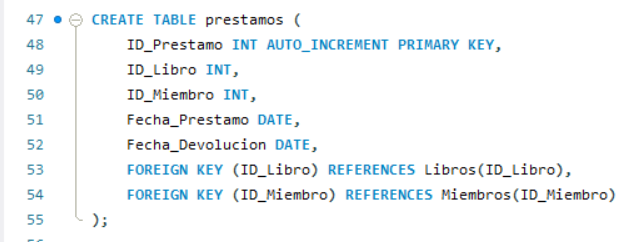 47 CREATE TABLE prestamos (
48 ID_Prestamo INT AUTO_INCREMENT PRIMARY KEY,
49 ID_Libro INT,
50 ID_Miembro INT,
51 Fecha_Prestamo DATE,
52 Fecha_Devolucion DATE,
53 FOREIGN KEY (ID_Libro) REFERENCES Libros(ID_Libro),
54 FOREIGN KEY (ID_Miembro) REFERENCES Miembros(ID_Miembro)
55 );